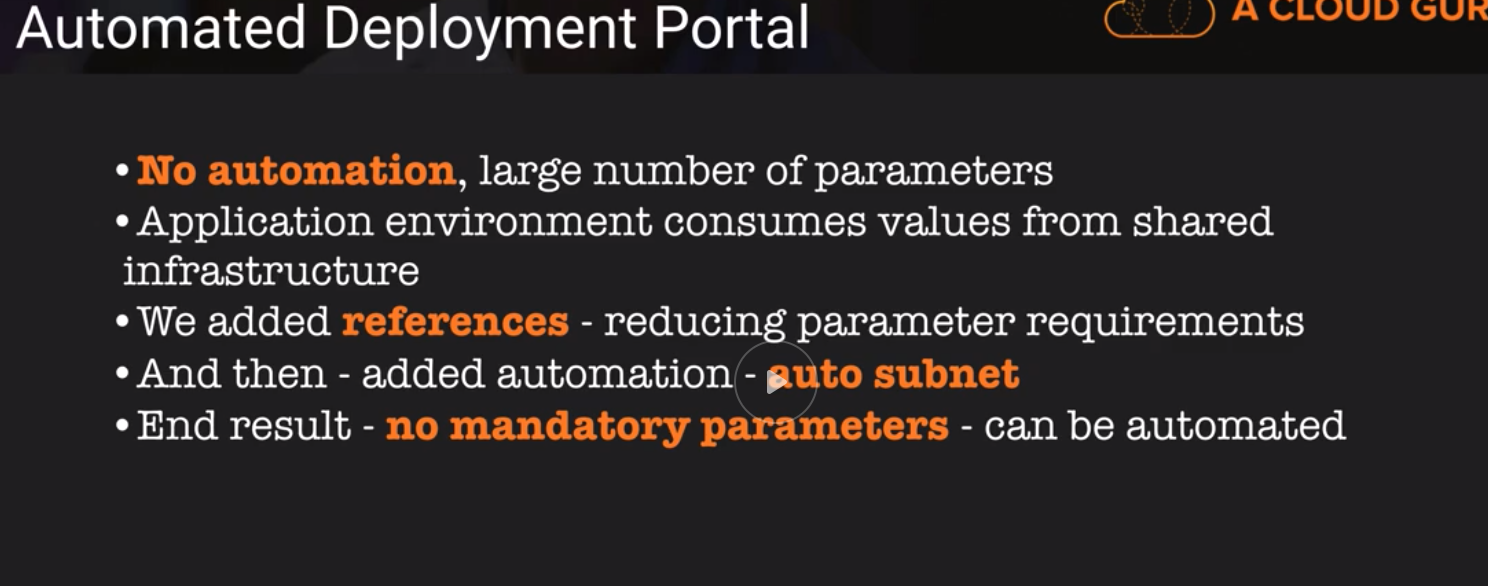 Automated Deployment Portal
A CLOUD GUR
• No automation, large number of parameters
• Application environment consumes values from shared
infrastructure
• We added references - reducing parameter requirements
• And then - added automation - auto subnet
• End result - no mandatory parameters - can be automated